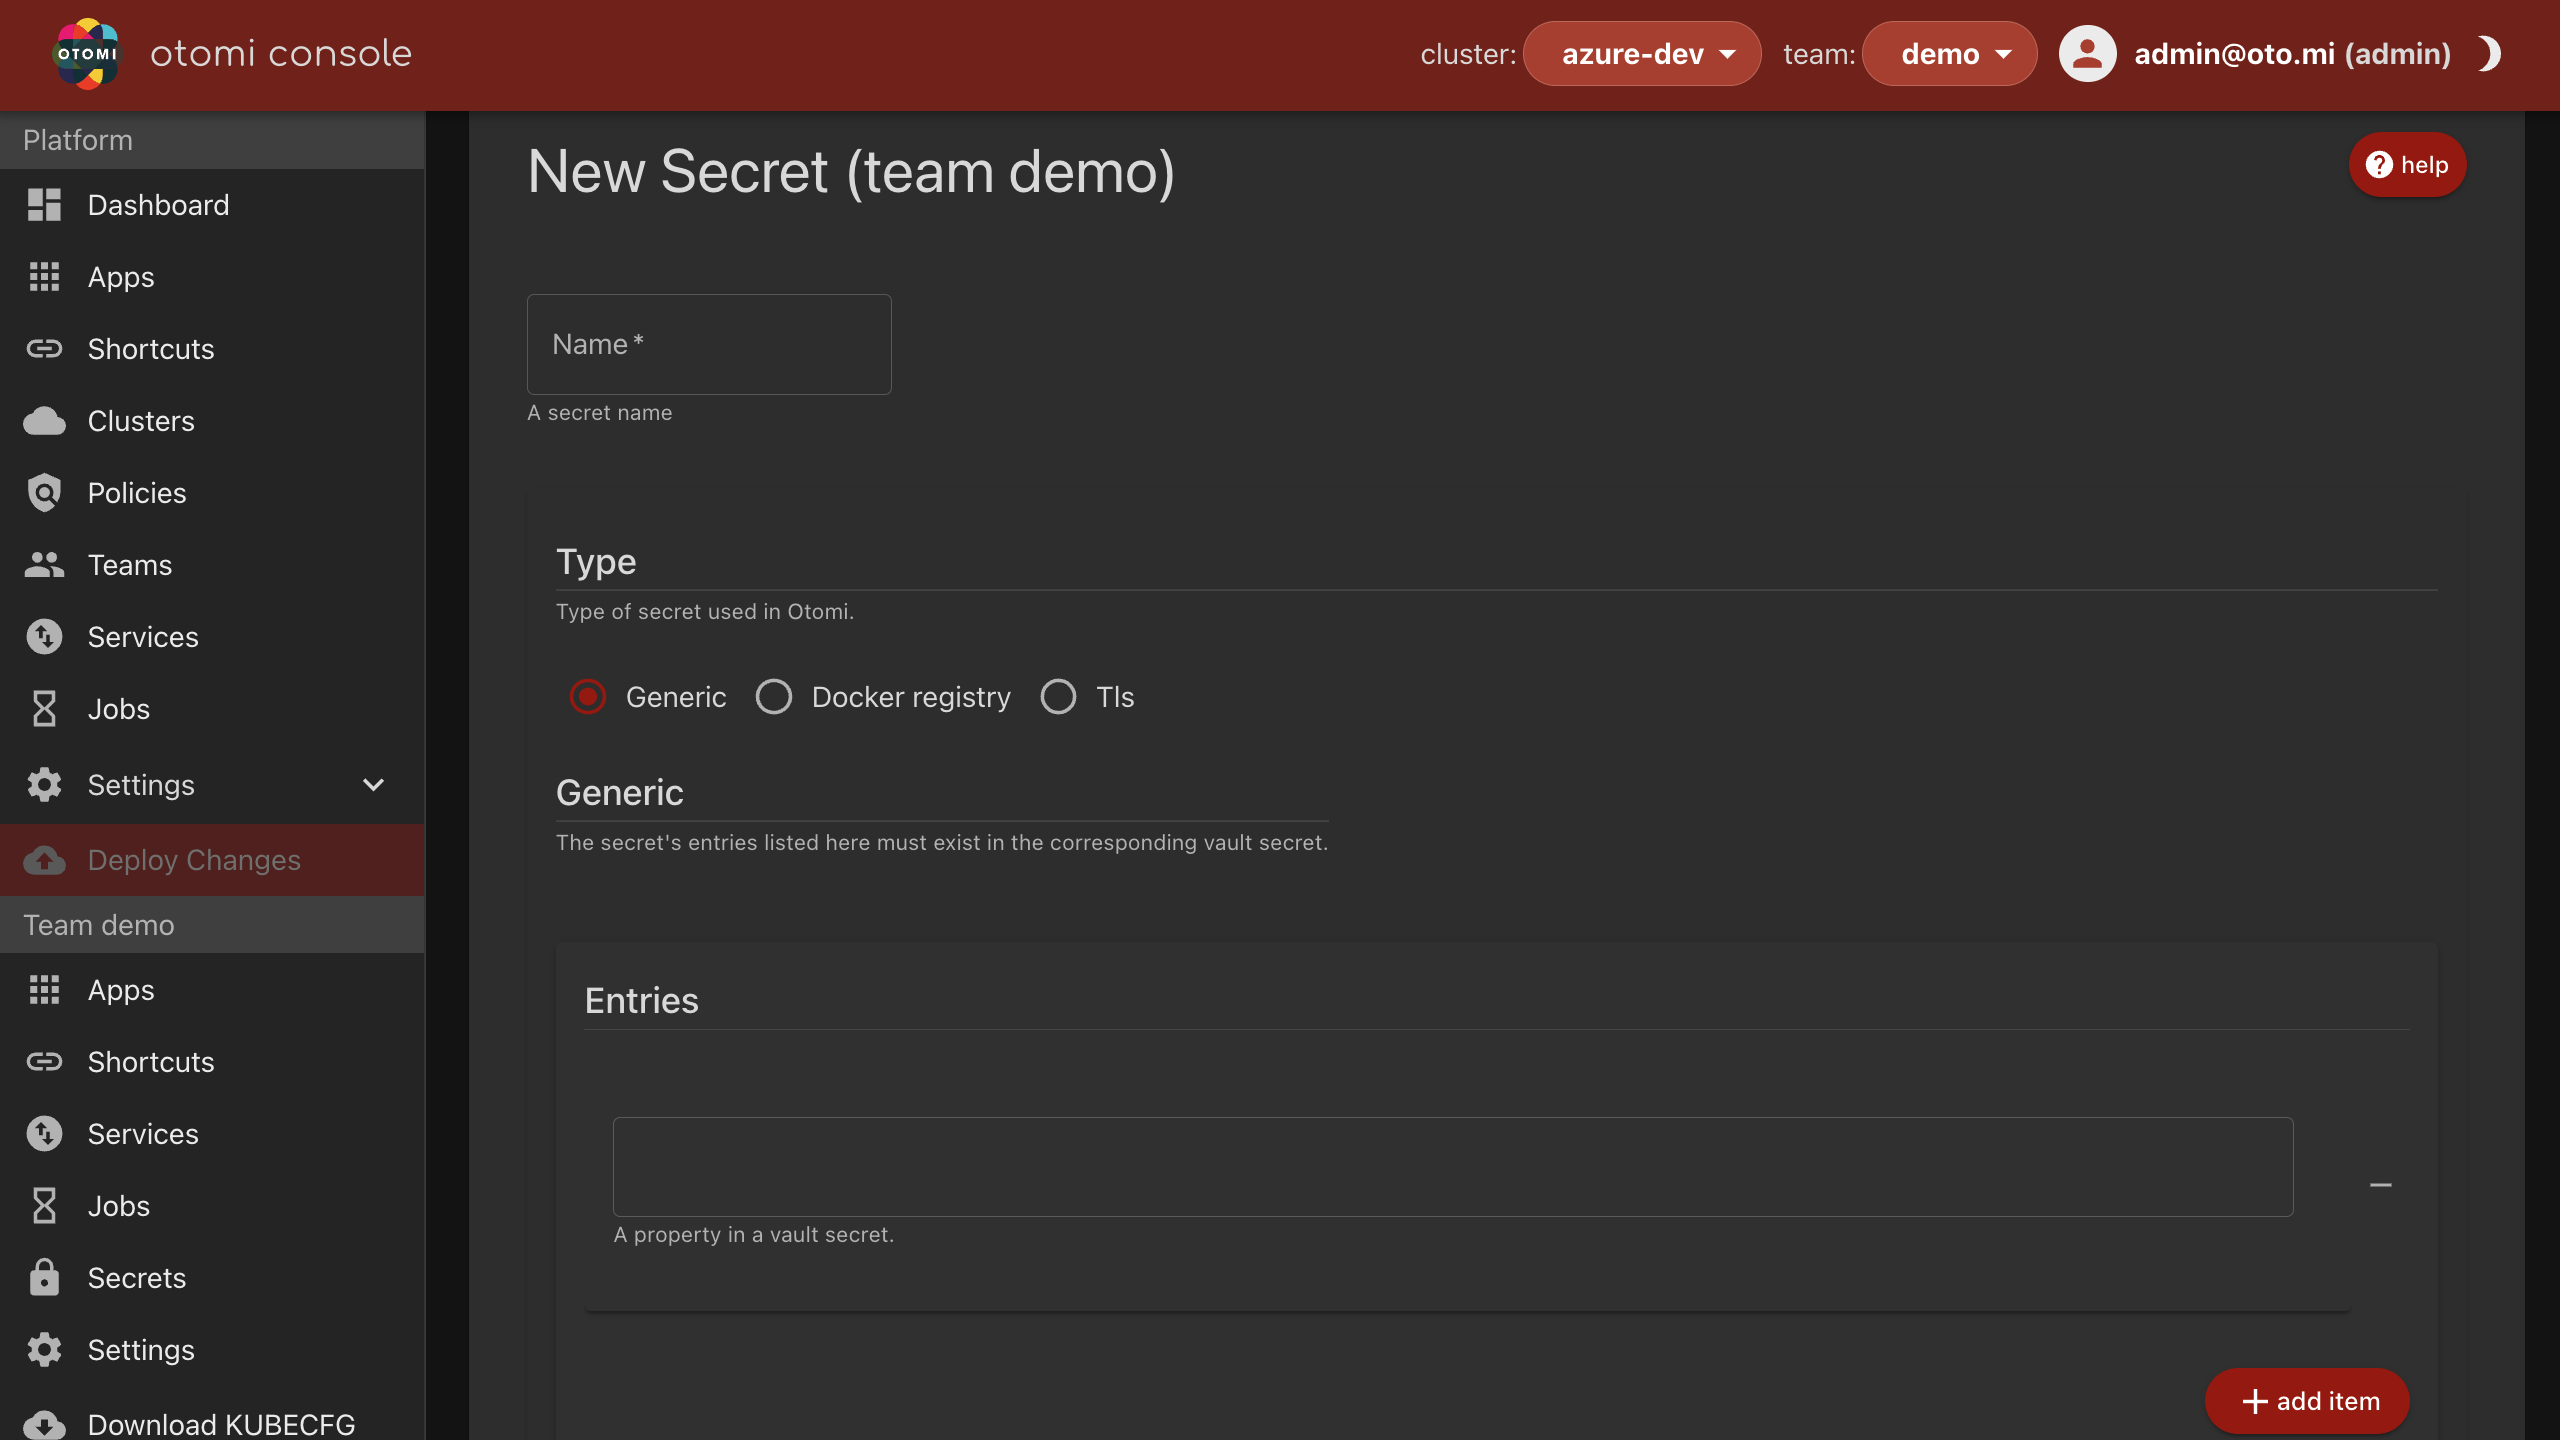 OTOMI
otomi console
cluster: azure-dev team: demo admin@oto.mi (admin)
Platform
Dashboard
Apps
Shortcuts
Clusters
Policies
Teams
Services
Jobs
Settings
Deploy Changes
Team demo
Apps
Shortcuts
Services
Jobs
Secrets
Settings
Download KUBECFG
New Secret (team demo)
help
Name *
A secret name
Type
Type of secret used in Otomi.
Generic Docker registry Tls
Generic
The secret's entries listed here must exist in the corresponding vault secret.
Entries
A property in a vault secret.
add item